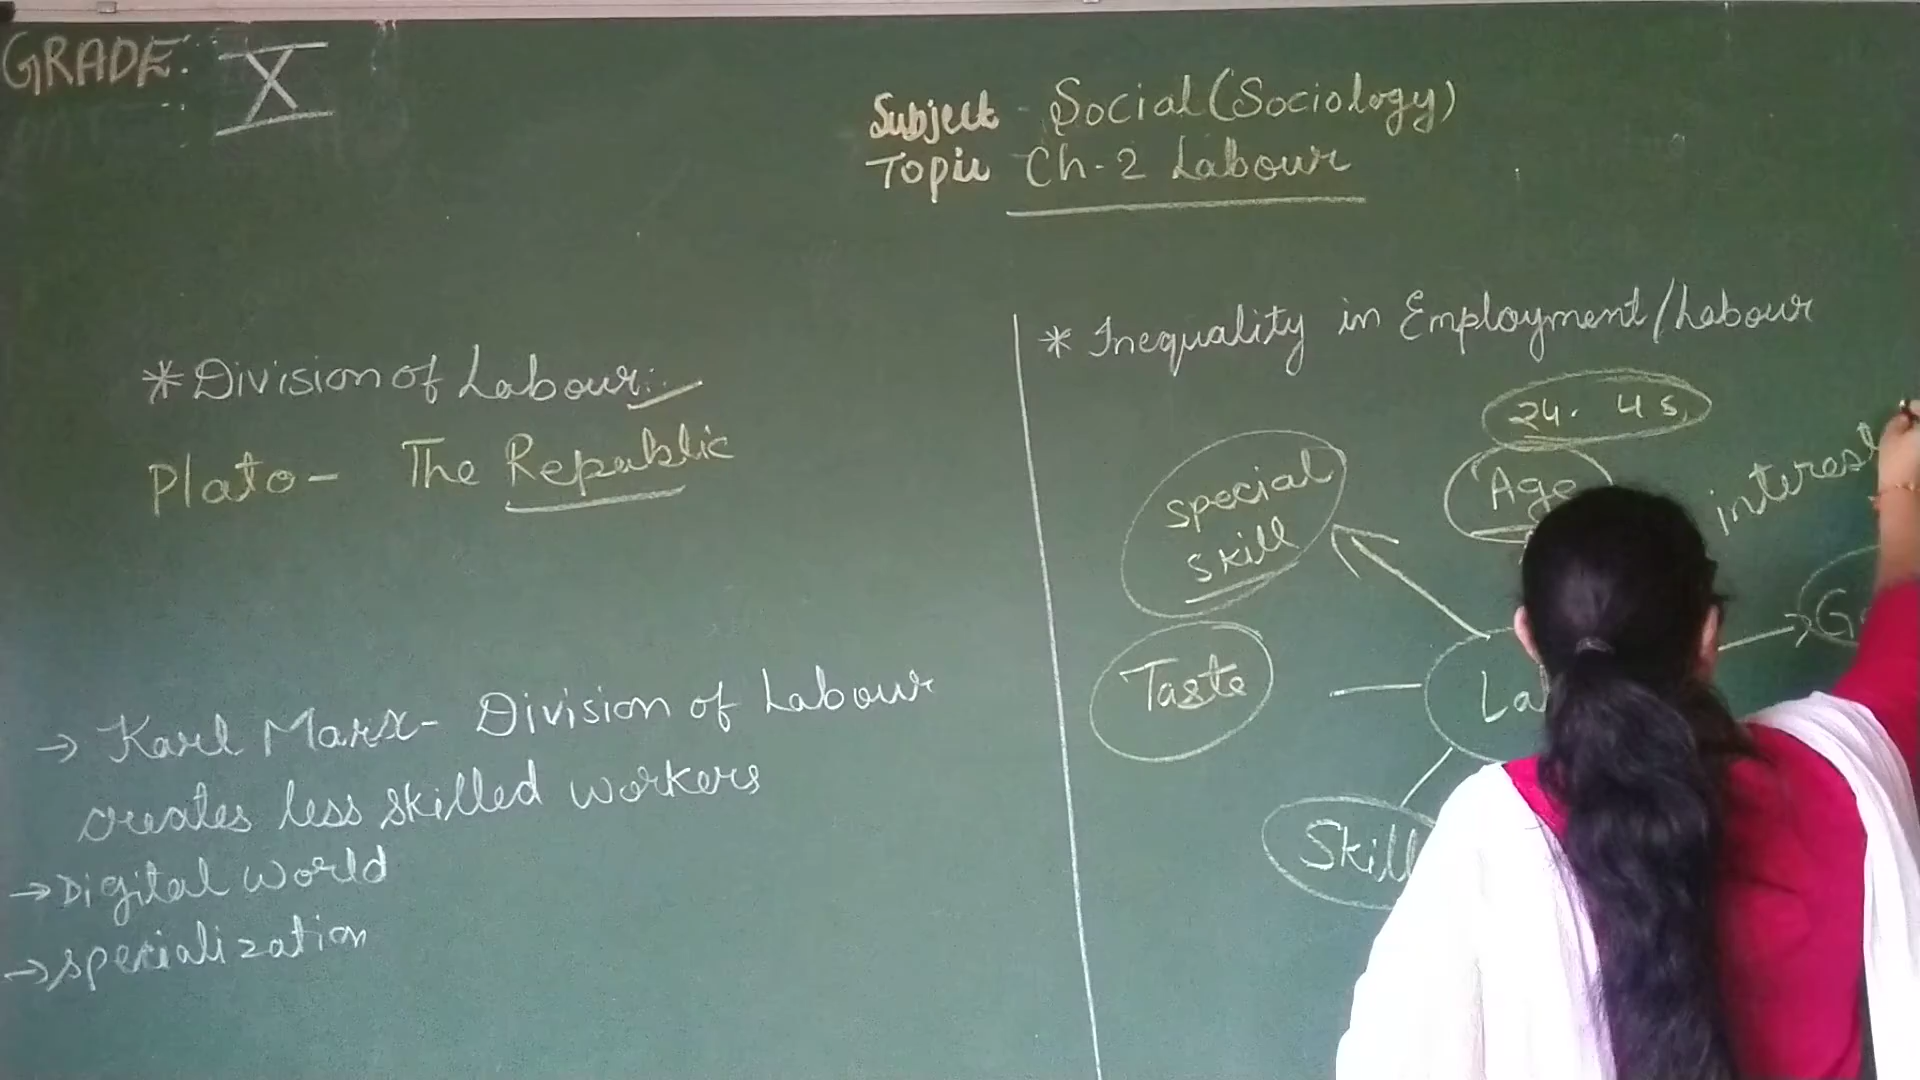 GRADE: X
Subject - Social (Sociology)
Topic Ch-2 Labour
* Division of Labour:
Plato - The Republic
→ Karl Marx - Division of Labour
creates less skilled workers
→ Digital World
→ specialization
* Inequality in Employment/Labour
24. 45.
Age
special
skill
interest
Taste
Skill